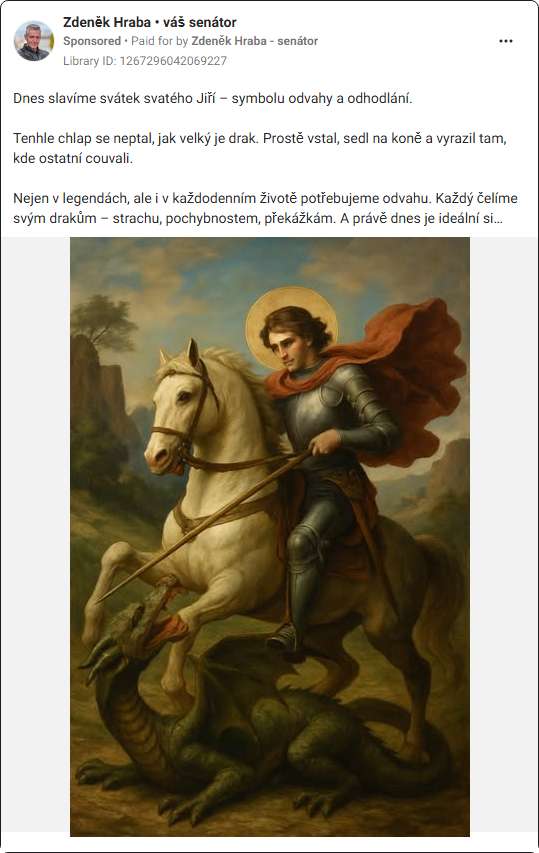 Zdeněk Hraba • váš senátor
Sponsored • Paid for by Zdeněk Hraba - senátor
Library ID: 1267296042069227
Dnes slavíme svátek svatého Jiří – symbolu odvahy a odhodlání.
Tenhle chlap se neptal, jak velký je drak. Prostě vstal, sedl na koně a vyrazil tam,
kde ostatní couvali.
Nejen v legendách, ale i v každodenním životě potřebujeme odvahu. Každý čelíme
svým drakům – strachu, pochybnostem, překážkám. A právě dnes je ideální si...